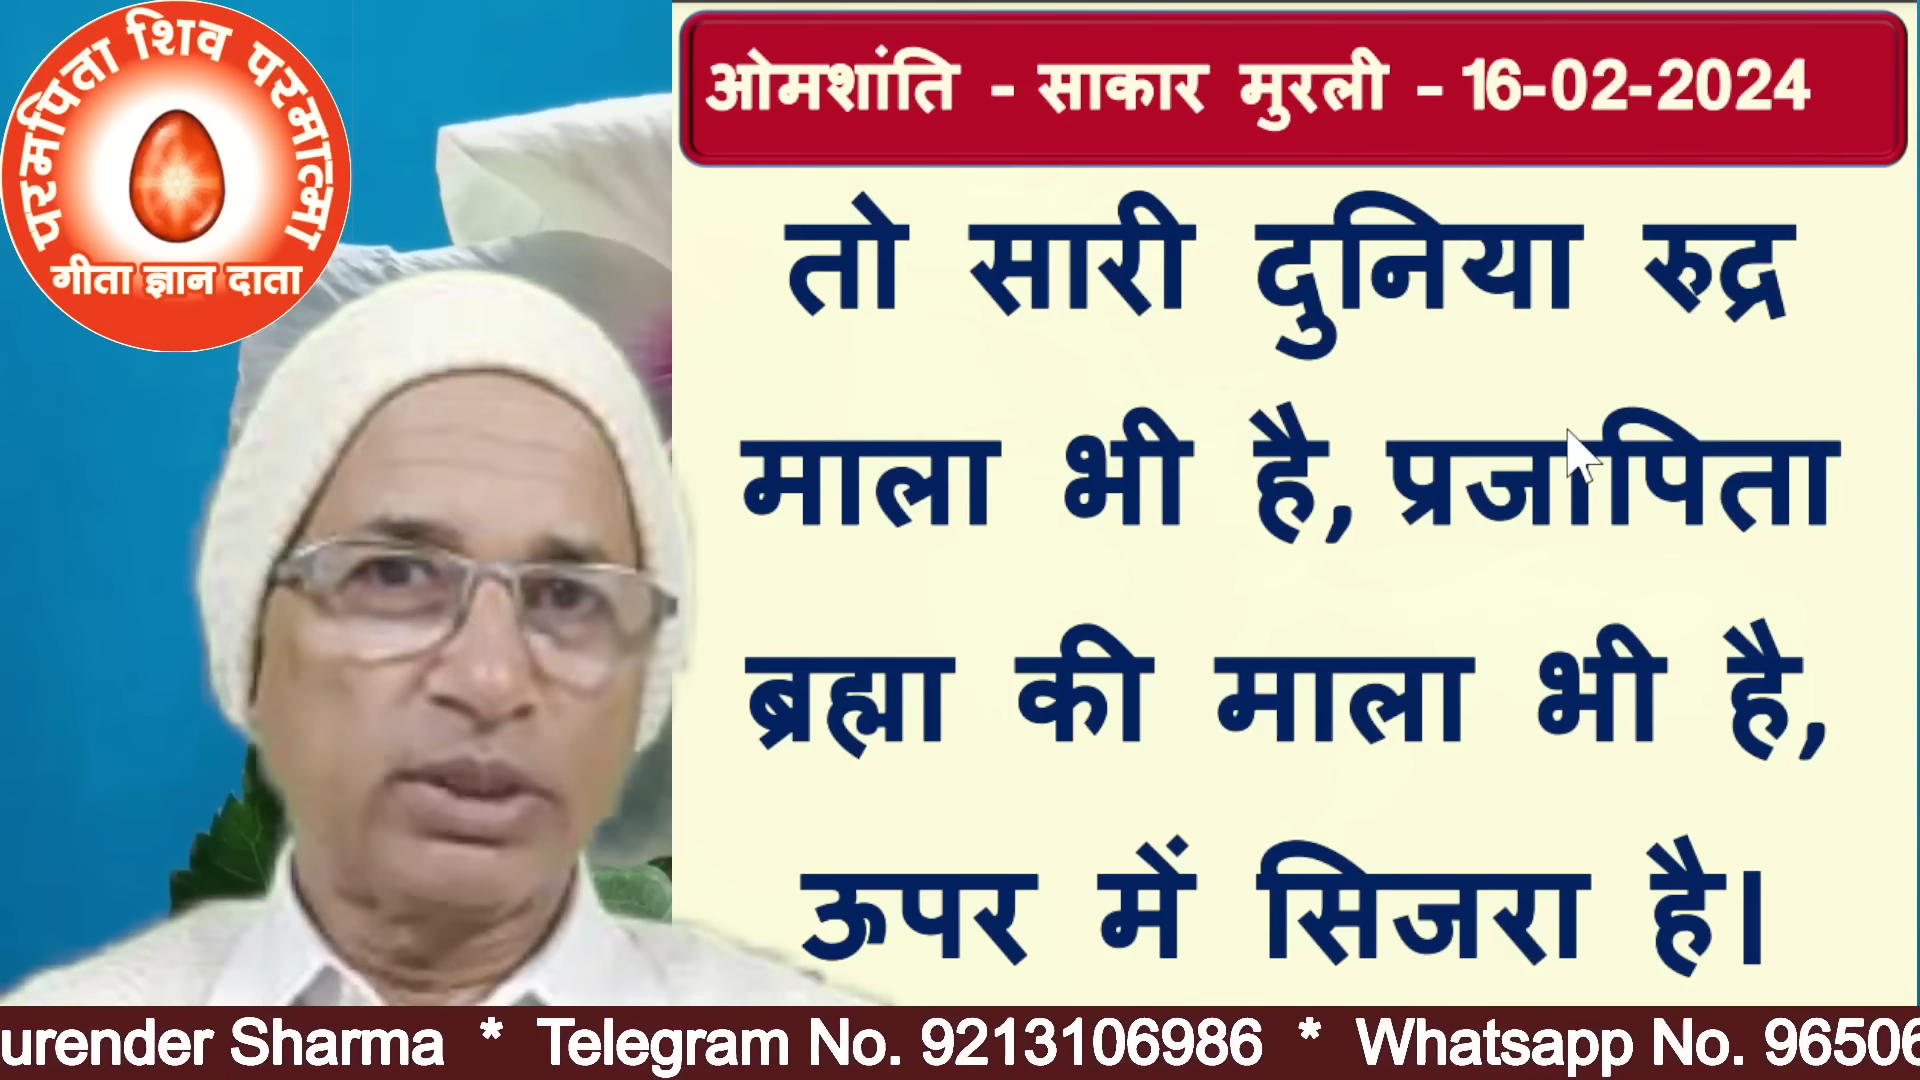 परमपिता शिव परमात्मा
गीता ज्ञान दाता
ओमशांति - साकार मुरली - 16-02-2024
तो सारी दुनिया रुद्र
माला भी है, प्रजापिता
ब्रह्मा की माला भी है,
ऊपर में सिजरा है।
urender Sharma * Telegram No. 9213106986 * Whatsapp No. 96506